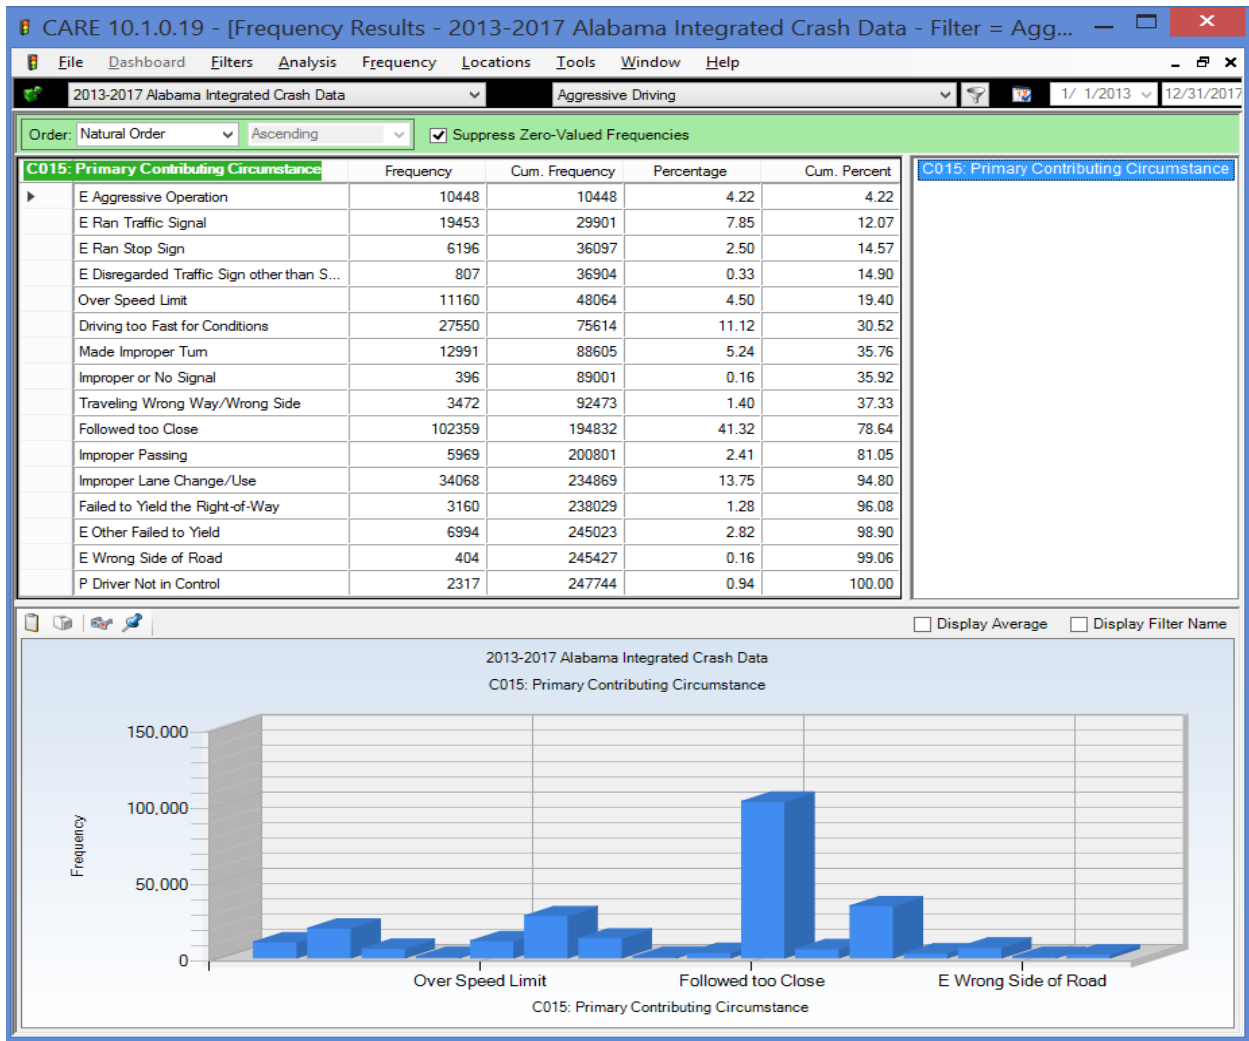 CARE 10.1.0.19 - [Frequency Results - 2013-2017 Alabama Integrated Crash Data - Filter = Agg...
File Dashboard Filters Analysis Frequency Locations Tools Window Help
2013-2017 Alabama Integrated Crash Data Aggressive Driving 1/ 1/2013 12/31/2017
Order: Natural Order Ascending Suppress Zero-Valued Frequencies
C015: Primary Contributing Circumstance Frequency Cum. Frequency Percentage Cum. Percent C015: Primary Contributing Circumstance
E Aggressive Operation 10448 10448 4.22 4.22
E Ran Traffic Signal 19453 29901 7.85 12.07
E Ran Stop Sign 6196 36097 2.50 14.57
E Disregarded Traffic Sign other than S... 807 36904 0.33 14.90
Over Speed Limit 11160 48064 4.50 19.40
Driving too Fast for Conditions 27550 75614 11.12 30.52
Made Improper Turn 12991 88605 5.24 35.76
Improper or No Signal 396 89001 0.16 35.92
Traveling Wrong Way/Wrong Side 3472 92473 1.40 37.33
Followed too Close 102359 194832 41.32 78.64
Improper Passing 5969 200801 2.41 81.05
Improper Lane Change/Use 34068 234869 13.75 94.80
Failed to Yield the Right-of-Way 3160 238029 1.28 96.08
E Other Failed to Yield 6994 245023 2.82 98.90
E Wrong Side of Road 404 245427 0.16 99.06
P Driver Not in Control 2317 247744 0.94 100.00
Display Average Display Filter Name
2013-2017 Alabama Integrated Crash Data
C015: Primary Contributing Circumstance
150,000
100,000
50,000
0
Frequency
Over Speed Limit Followed too Close E Wrong Side of Road
C015: Primary Contributing Circumstance